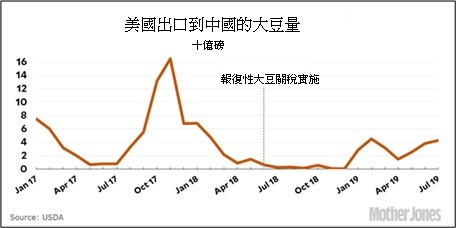 美國出口到中國的大豆量
十億磅
報復性大豆關稅實施
16
14
12
10
8
6
4
2
0
Jan 17
Apr 17
Jul 17
Oct 17
Jan 18
Apr 18
Jul 18
Oct 18
Jan 19
Apr 19
Jul 19
Source: USDA
Mother Jones